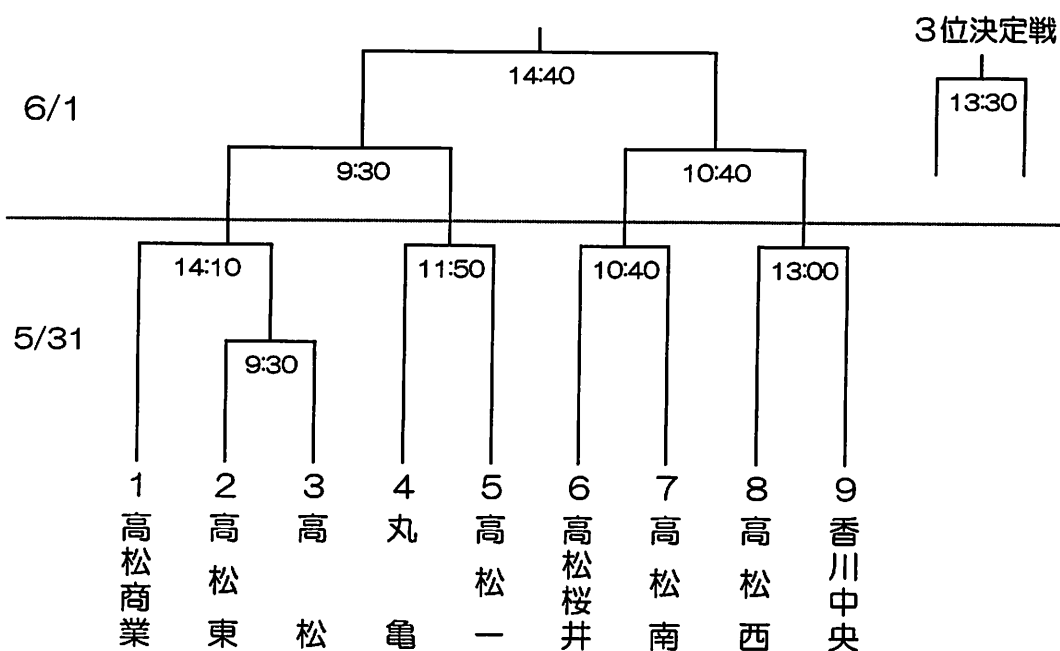 3位決定戦
14:40
13:30
6/1
9:30
10:40
14:10
11:50
10:40
13:00
5/31
9:30
1 高松商業
2 高松東
3 高松
4 丸亀
5 高松一
6 高松桜井
7 高松南
8 高松西
9 香川中央